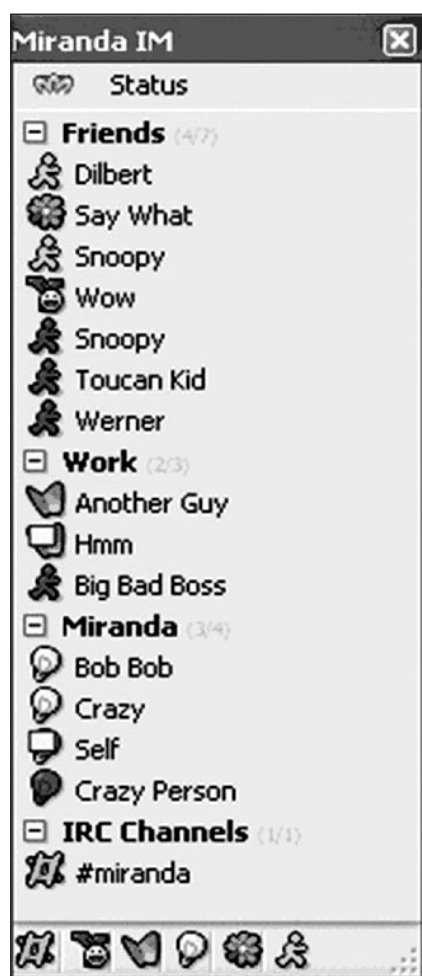 Miranda IM
Status
Friends (4/7)
Dilbert
Say What
Snoopy
Wow
Snoopy
Toucan Kid
Werner
Work (2/3)
Another Guy
Hmm
Big Bad Boss
Miranda (3/4)
Bob Bob
Crazy
Self
Crazy Person
IRC Channels (1/1)
#miranda